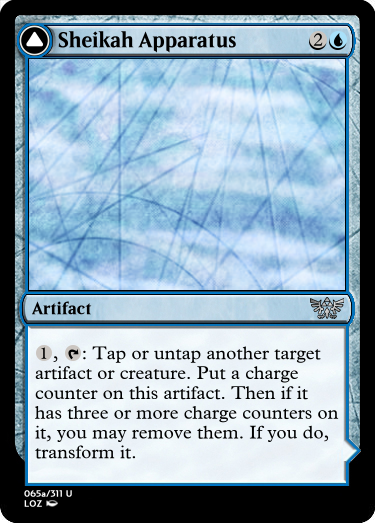 Sheikah Apparatus 2
Artifact
1, : Tap or untap another target
artifact or creature. Put a charge
counter on this artifact. Then if it
has three or more charge counters on
it, you may remove them. If you do,
transform it.
065a/311 U
LOZ